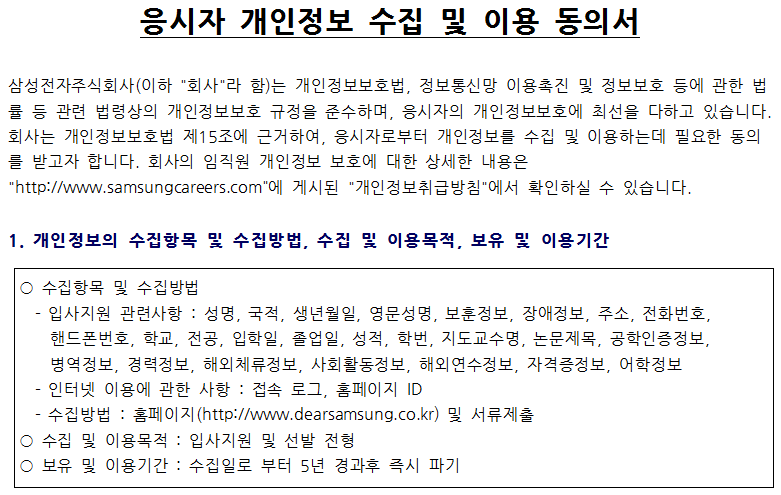 응시자 개인정보 수집 및 이용 동의서
삼성전자주식회사(이하 "회사"라 함)는 개인정보보호법, 정보통신망 이용촉진 및 정보보호 등에 관한 법
률 등 관련 법령상의 개인정보보호 규정을 준수하며, 응시자의 개인정보보호에 최선을 다하고 있습니다.
회사는 개인정보보호법 제15조에 근거하여, 응시자로부터 개인정보를 수집 및 이용하는데 필요한 동의
를 받고자 합니다. 회사의 임직원 개인정보 보호에 대한 상세한 내용은
"http://www.samsungcareers.com"에 게시된 "개인정보취급방침"에서 확인하실 수 있습니다.
1. 개인정보의 수집항목 및 수집방법, 수집 및 이용목적, 보유 및 이용기간
○ 수집항목 및 수집방법
- 입사지원 관련사항 : 성명, 국적, 생년월일, 영문성명, 보훈정보, 장애정보, 주소, 전화번호,
핸드폰번호, 학교, 전공, 입학일, 졸업일, 성적, 학번, 지도교수명, 논문제목, 공학인증정보,
병역정보, 경력정보, 해외체류정보, 사회활동정보, 해외연수정보, 자격증정보, 어학정보
- 인터넷 이용에 관한 사항 : 접속 로그, 홈페이지 ID
- 수집방법 : 홈페이지(http://www.dearsamsung.co.kr) 및 서류제출
○ 수집 및 이용목적 : 입사지원 및 선발 전형
○ 보유 및 이용기간 : 수집일로 부터 5년 경과후 즉시 파기